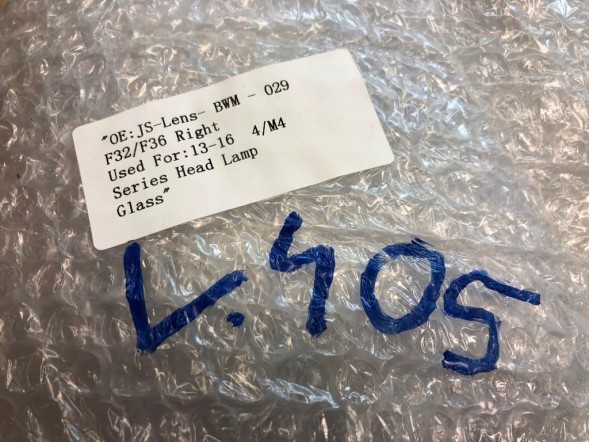 "OE:JS-Lens- BWM - 029
F32/F36 Right
Used For:13-16 4/M4
Series Head Lamp
Glass"
L.405